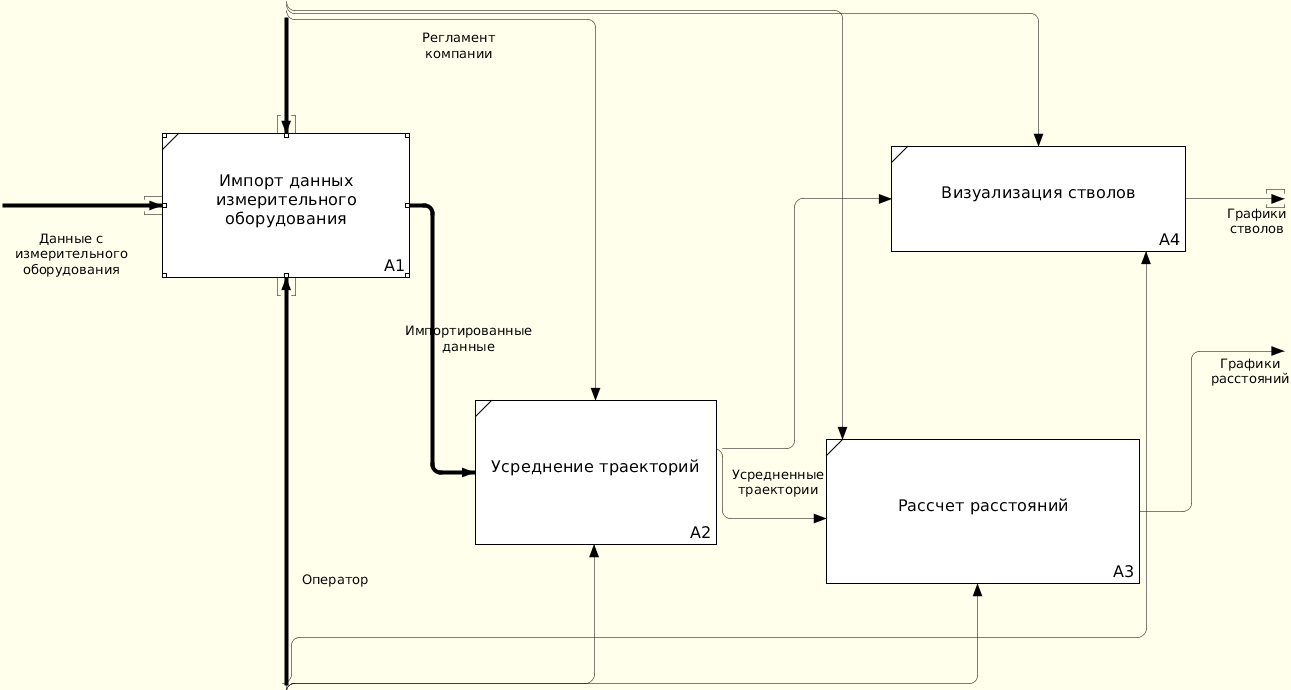 Регламент
компании
Импорт данных
измерительного
оборудования
A1
Данные с
измерительного
оборудования
Визуализация стволов
A4
Графики
стволов
Импортированные
данные
Графики
расстояний
Усреднение траекторий
A2
Усредненные
траектории
Рассчет расстояний
A3
Оператор